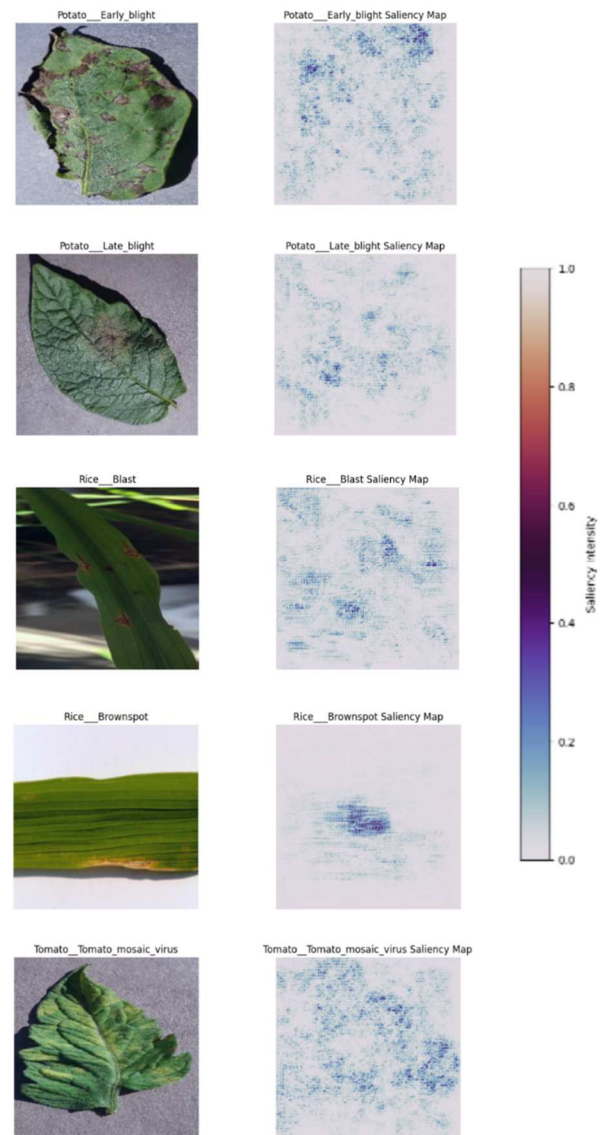 Potato___Early_blight
Potato___Early_blight Saliency Map
Potato___Late_blight
Potato___Late_blight Saliency Map
1.0
0.8
0.6
0.4
0.2
0.0
Saliency Intensity
Rice___Blast
Rice___Blast Saliency Map
Rice___Brownspot
Rice___Brownspot Saliency Map
Tomato__Tomato_mosaic_virus
Tomato__Tomato_mosaic_virus Saliency Map